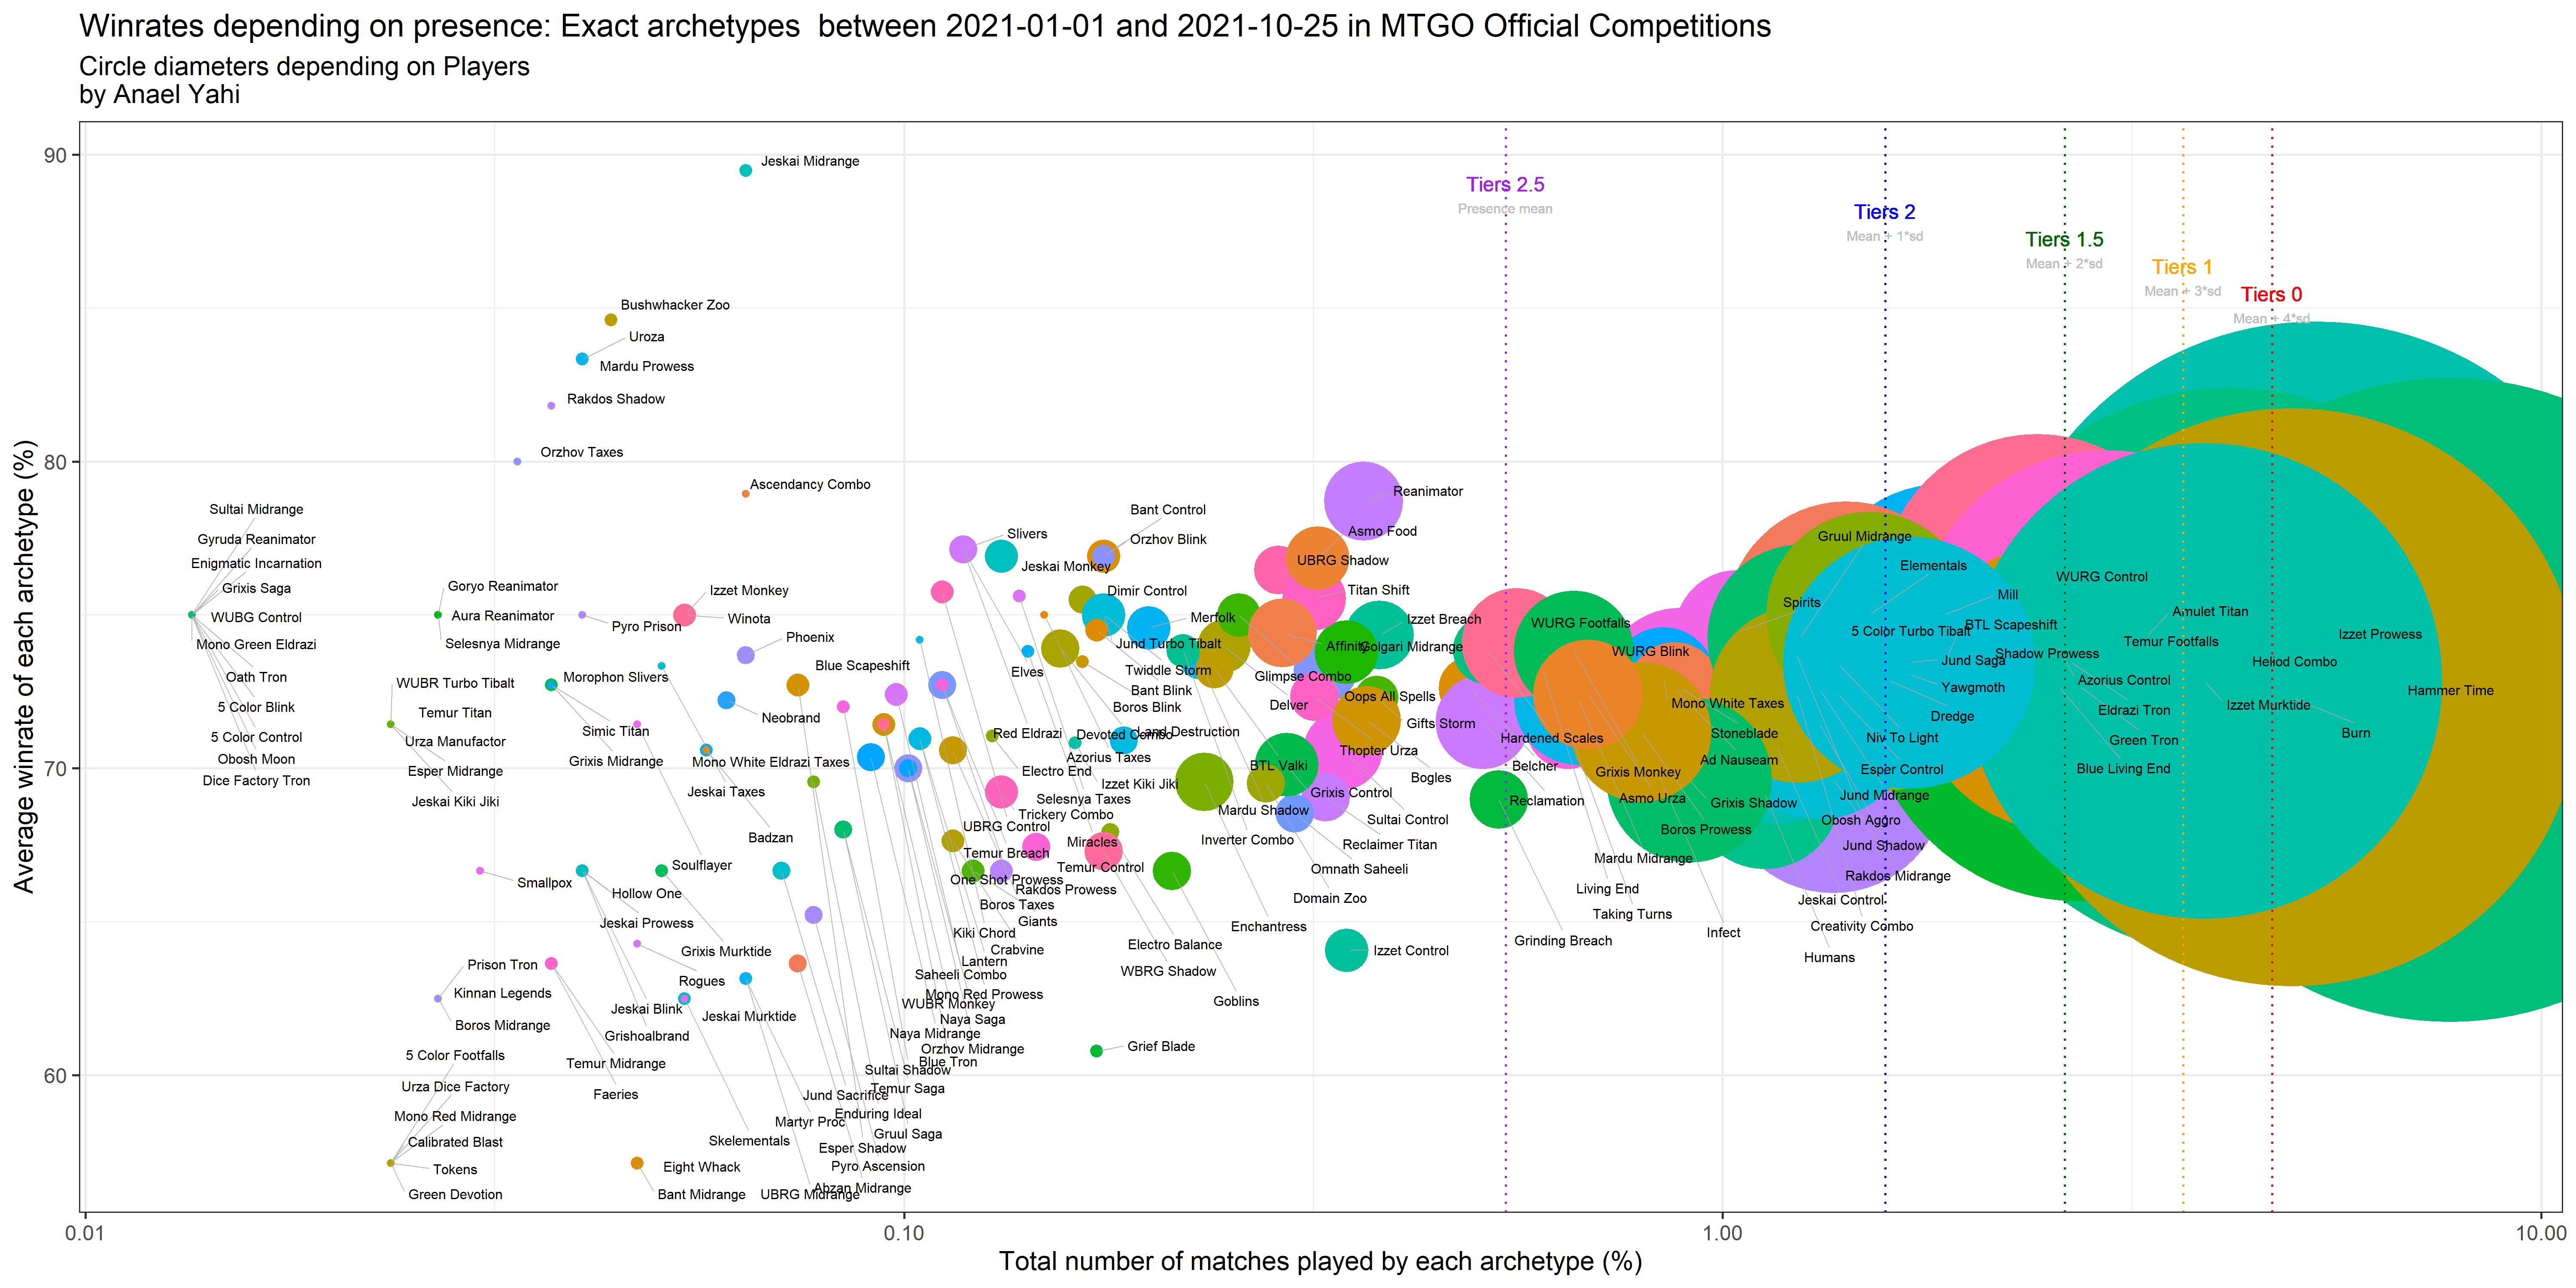 Winrates depending on presence: Exact archetypes  between 2021-01-01 and 2021-10-25 in MTGO Official Competitions
Circle diameters depending on Players
by Anael Yahi
Average winrate of each archetype (%)
90
80
70
60
Tiers 2.5
Presence mean
Tiers 2
Mean + 1*sd
Tiers 1.5
Mean + 2*sd
Tiers 1
Mean + 3*sd
Tiers 0
Mean + 4*sd
Jeskai Midrange
Bushwhacker Zoo
Uroza
Mardu Prowess
Rakdos Shadow
Orzhov Taxes
Ascendancy Combo
Sultai Midrange
Gyruda Reanimator
Enigmatic Incarnation
Grixis Saga
WUBG Control
Mono Green Eldrazi
Oath Tron
5 Color Blink
5 Color Control
Obosh Moon
Dice Factory Tron
Goryo Reanimator
Aura Reanimator
Selesnya Midrange
WUBR Turbo Tibalt
Temur Titan
Urza Manufactor
Esper Midrange
Jeskai Kiki Jiki
Pyro Prison
Izzet Monkey
Winota
Phoenix
Morophon Slivers
Blue Scapeshift
Neobrand
Simic Titan
Grixis Midrange
Mono White Eldrazi Taxes
Jeskai Taxes
Badzan
Smallpox
Soulflayer
Hollow One
Jeskai Prowess
Grixis Murktide
Rogues
Prison Tron
Kinnan Legends
Boros Midrange
Jeskai Blink
Jeskai Murktide
Grishoalbrand
Temur Midrange
Faeries
5 Color Footfalls
Urza Dice Factory
Mono Red Midrange
Calibrated Blast
Tokens
Green Devotion
Skelementals
Eight Whack
Bant Midrange
UBRG Midrange
Abzan Midrange
Pyro Ascension
Esper Shadow
Gruul Saga
Martyr Proc
Enduring Ideal
Jund Sacrifice
Temur Saga
Sultai Shadow
Blue Tron
Orzhov Midrange
Naya Midrange
Naya Saga
WUBR Monkey
Mono Red Prowess
Saheeli Combo
Lantern
Crabvine
Kiki Chord
Giants
Boros Taxes
Rakdos Prowess
One Shot Prowess
Temur Breach
UBRG Control
Trickery Combo
Selesnya Taxes
Electro End
Red Eldrazi
Devoted Combo
Azorius Taxes
Izzet Kiki Jiki
Land Destruction
Boros Blink
Bant Blink
Twiddle Storm
Jund Turbo Tibalt
Elves
Slivers
Jeskai Monkey
Bant Control
Orzhov Blink
Dimir Control
Merfolk
Glimpse Combo
Delver
Miracles
Temur Control
Mardu Shadow
Inverter Combo
Electro Balance
WBRG Shadow
Goblins
Grief Blade
Enchantress
Domain Zoo
Omnath Saheeli
Reclaimer Titan
Sultai Control
Grixis Control
BTL Valki
Izzet Control
Reanimator
Asmo Food
UBRG Shadow
Titan Shift
Izzet Breach
Affinity
Golgari Midrange
Oops All Spells
Gifts Storm
Thopter Urza
Bogles
Hardened Scales
Belcher
Reclamation
WURG Footfalls
WURG Blink
Mono White Taxes
Stoneblade
Ad Nauseam
Grixis Monkey
Asmo Urza
Grixis Shadow
Boros Prowess
Mardu Midrange
Living End
Taking Turns
Grinding Breach
Infect
Gruul Midrange
Elementals
Spirits
Mill
5 Color Turbo Tibalt
BTL Scapeshift
Jund Saga
Shadow Prowess
Yawgmoth
Dredge
Niv To Light
Esper Control
Jund Midrange
Obosh Aggro
Jund Shadow
Rakdos Midrange
Jeskai Control
Creativity Combo
Humans
WURG Control
Amulet Titan
Temur Footfalls
Izzet Prowess
Heliod Combo
Azorius Control
Hammer Time
Eldrazi Tron
Izzet Murktide
Green Tron
Burn
Blue Living End
0.01
0.10
1.00
10.00
Total number of matches played by each archetype (%)